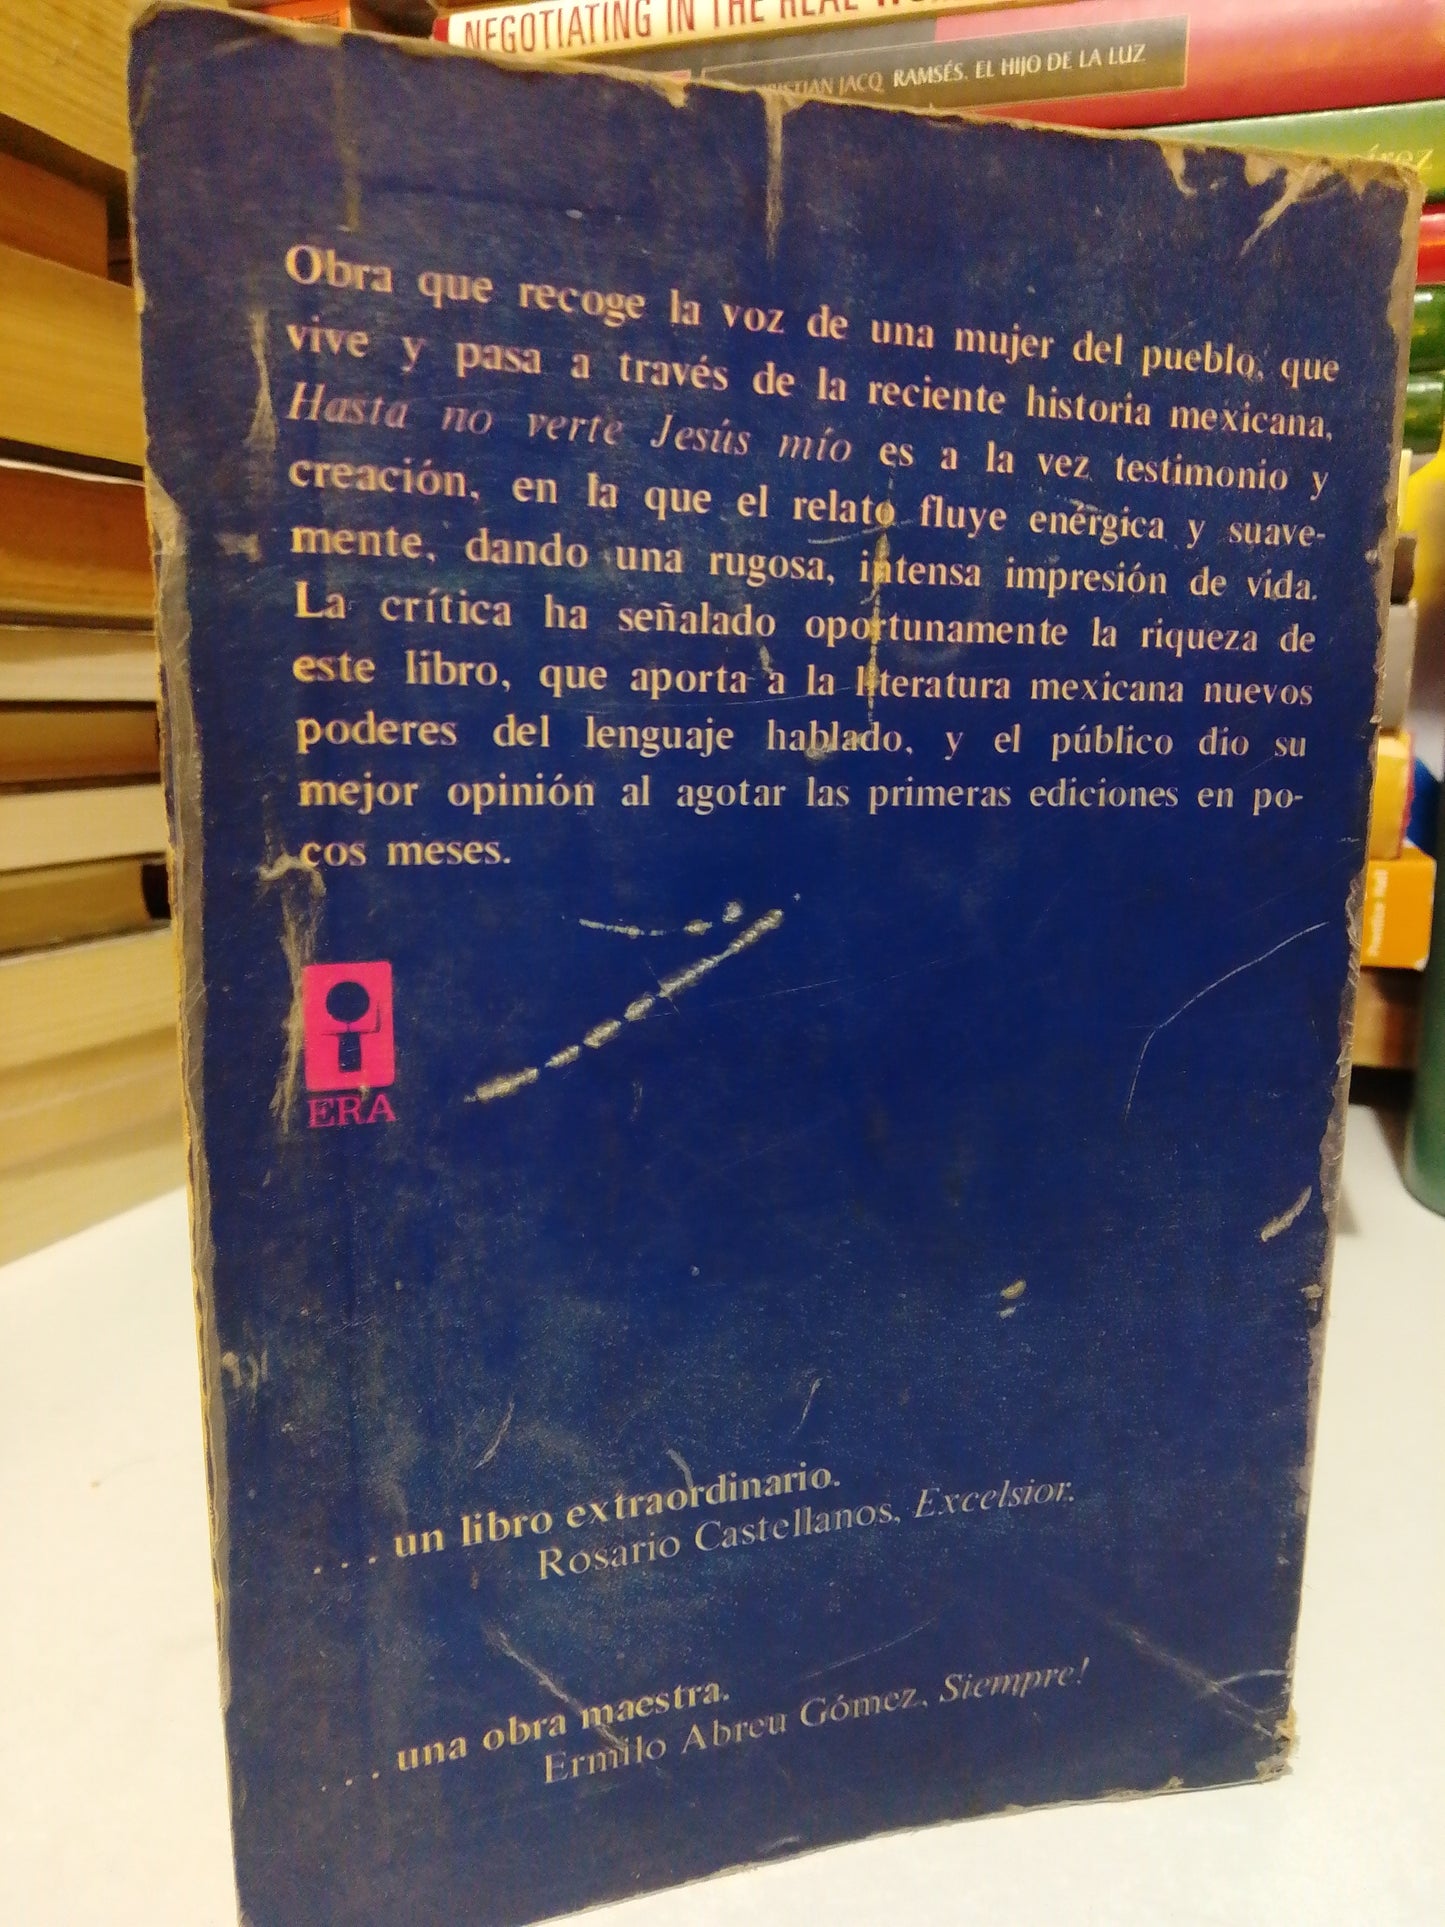 NEGOTIATING IN THE REAL
JACQ RAMSÉS. EL HIJO DE LA LUZ
Obra que recoge la voz de una mujer del pueblo, que
vive y pasa a través de la reciente historia mexicana,
Hasta no verte Jesús mío es a la vez testimonio y
creación, en la que el relato fluye enérgica y suave-
mente, dando una rugosa, intensa impresión de vida.
La crítica ha señalado oportunamente la riqueza de
este libro, que aporta a la literatura mexicana nuevos
poderes del lenguaje hablado, y el público dio su
mejor opinión al agotar las primeras ediciones en po-
cos meses.
ERA
. . . un libro extraordinario.
Rosario Castellanos, Excelsior.
. . . una obra maestra.
Ermilo Abreu Gómez, Siempre!